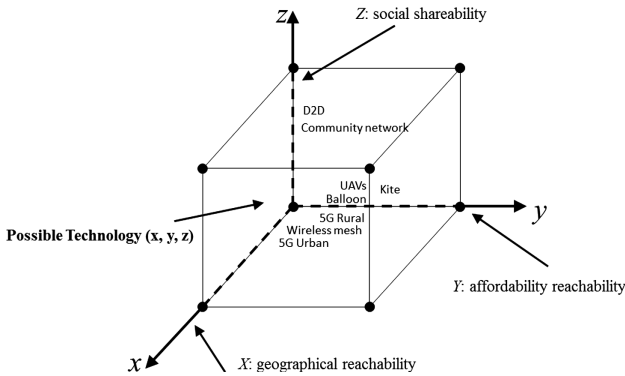 z
Z: social shareability
D2D
Community network
UAVs
Kite
Balloon
y
5G Rural
Wireless mesh
Possible Technology (x, y, z)
5G Urban
Y: affordability reachability
x
X: geographical reachability